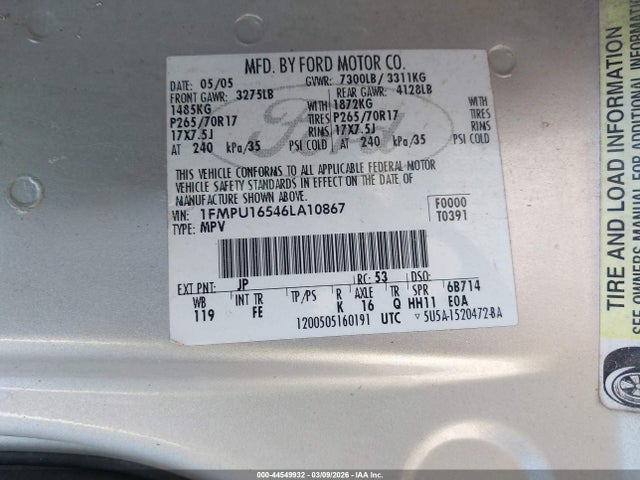 MFD. BY FORD MOTOR CO.
DATE: 05/05 GVWR: 7300LB/ 3311KG
FRONT GAWR: 3275LB REAR GAWR: 4128LB
1485KG WITH 1872KG WITH
P265/70R17 TIRES P265/70R17 TIRES
17X7.5J RIMS 17X7.5J RIMS
AT 240 kPa/35 PSI COLD AT 240 kPa/35 PSI COLD
Ford
THIS VEHICLE CONFORMS TO ALL APPLICABLE FEDERAL MOTOR
VEHICLE SAFETY STANDARDS IN EFFECT ON THE DATE OF
MANUFACTURE SHOWN ABOVE.
VIN: 1FMPU16546LA10867 F0000
TYPE: MPV T0391
EXT PNT: JP RC: 53 DSO:
WB INT TR TP/PS R AXLE TR SPR 6B714
119 FE K 16 Q HH11 E0A
1200505160191 UTC ▽ 5U5A-1520472-BA
TIRE AND LOAD INFORMATION
SEE OWNERS MANUAL FOR ADDITIONAL INFORMATION
000-44549932 - 03/09/2026 - IAAI Inc.